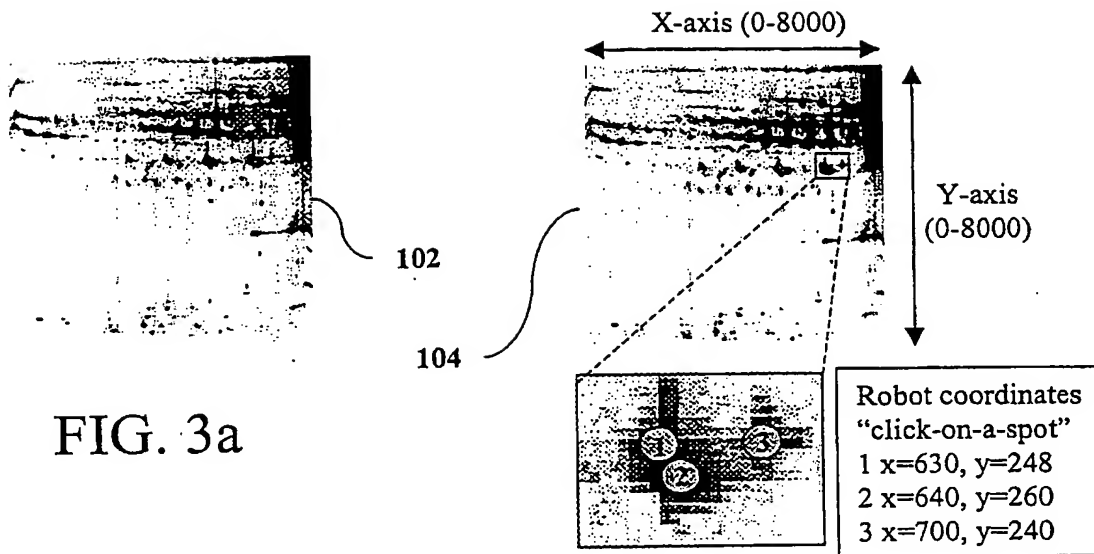 X-axis (0-8000)
Y-axis
(0-8000)
102
104
FIG. 3a
1
3
2
Robot coordinates
“click-on-a-spot”
1 x=630, y=248
2 x=640, y=260
3 x=700, y=240